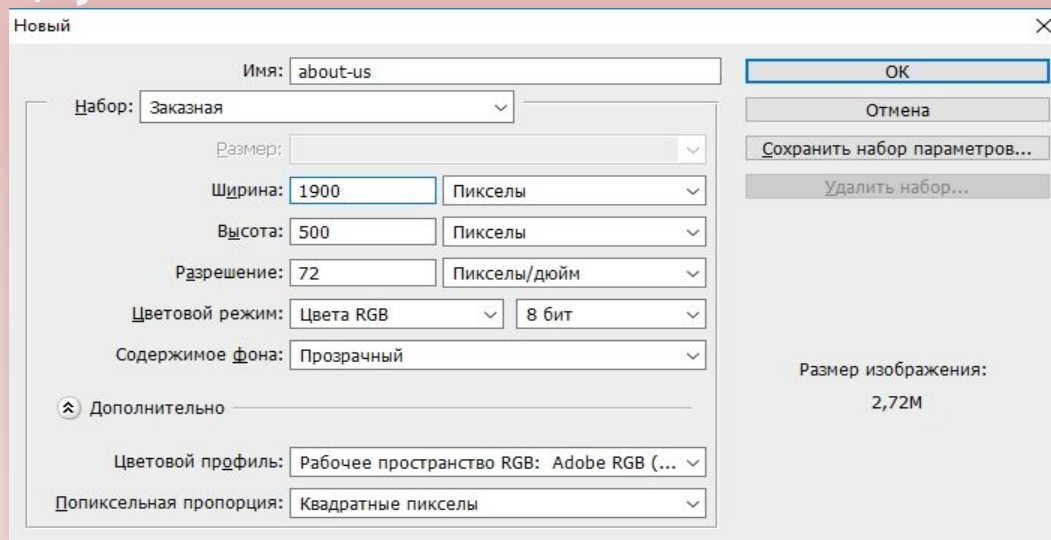 Новый
Имя: about-us
OK
Набор: Заказная
Отмена
Размер:
Сохранить набор параметров...
Ширина: 1900 Пикселы
Удалить набор...
Высота: 500 Пикселы
Разрешение: 72 Пикселы/дюйм
Цветовой режим: Цвета RGB 8 бит
Содержимое фона: Прозрачный
Размер изображения:
2,72M
Дополнительно
Цветовой профиль: Рабочее пространство RGB: Adobe RGB (...
Попиксельная пропорция: Квадратные пикселы